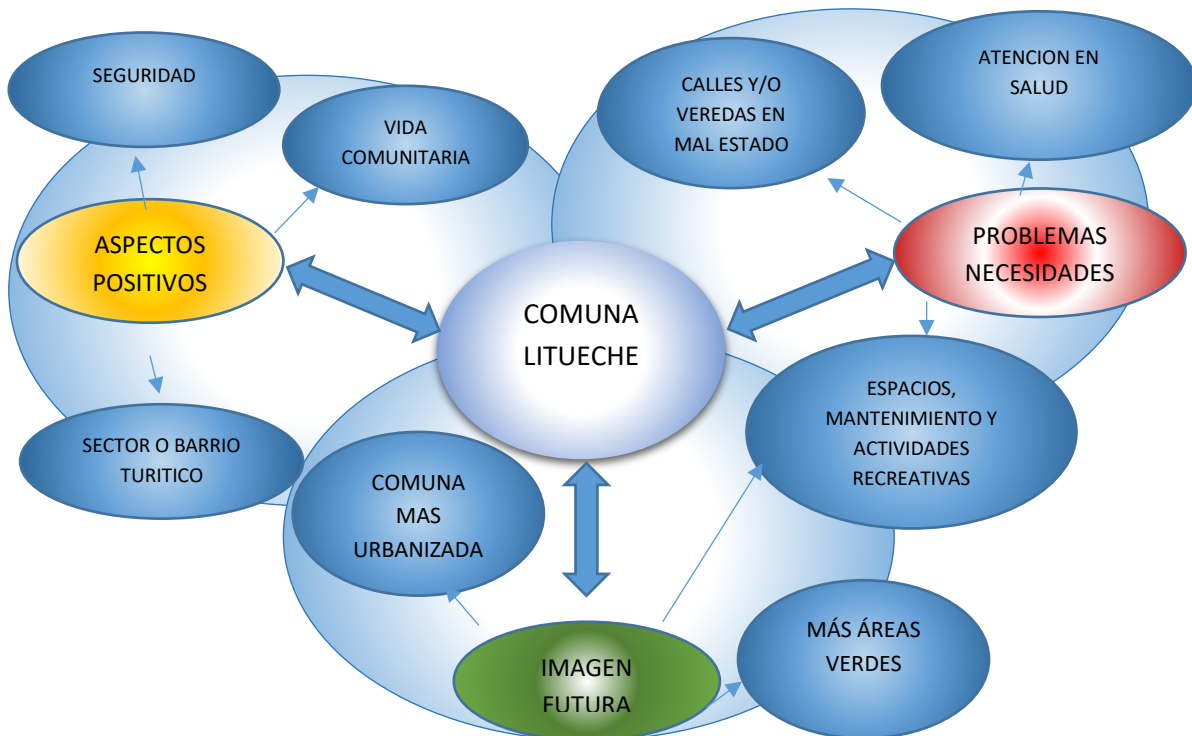 SEGURIDAD
VIDA
COMUNITARIA
ASPECTOS
POSITIVOS
SECTOR O BARRIO
TURITICO
CALLES Y/O
VEREDAS EN
MAL ESTADO
ATENCION EN
SALUD
PROBLEMAS
NECESIDADES
COMUNA
LITUECHE
ESPACIOS,
MANTENIMIENTO Y
ACTIVIDADES
RECREATIVAS
COMUNA
MAS
URBANIZADA
IMAGEN
FUTURA
MÁS ÁREAS
VERDES